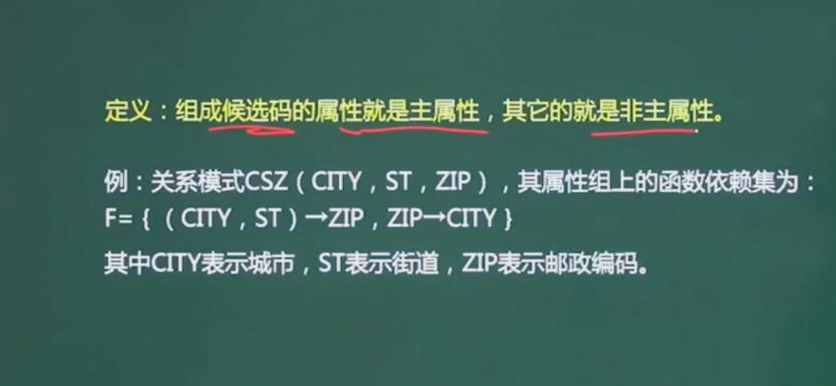 定义：组成候选码的属性就是主属性，其它的就是非主属性。
例：关系模式CSZ（CITY，ST，ZIP），其属性组上的函数依赖集为：
F=｛（CITY，ST）→ZIP，ZIP→CITY｝
其中CITY表示城市，ST表示街道，ZIP表示邮政编码。